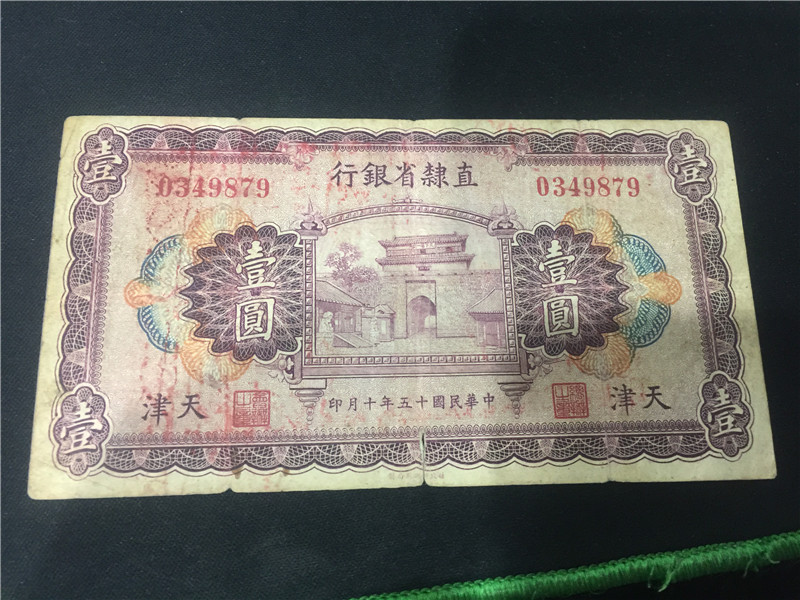 壹 壹
直隸省銀行
0349879 0349879
壹圓 壹圓
中華民國十五年十月印
天津 天津
壹 壹